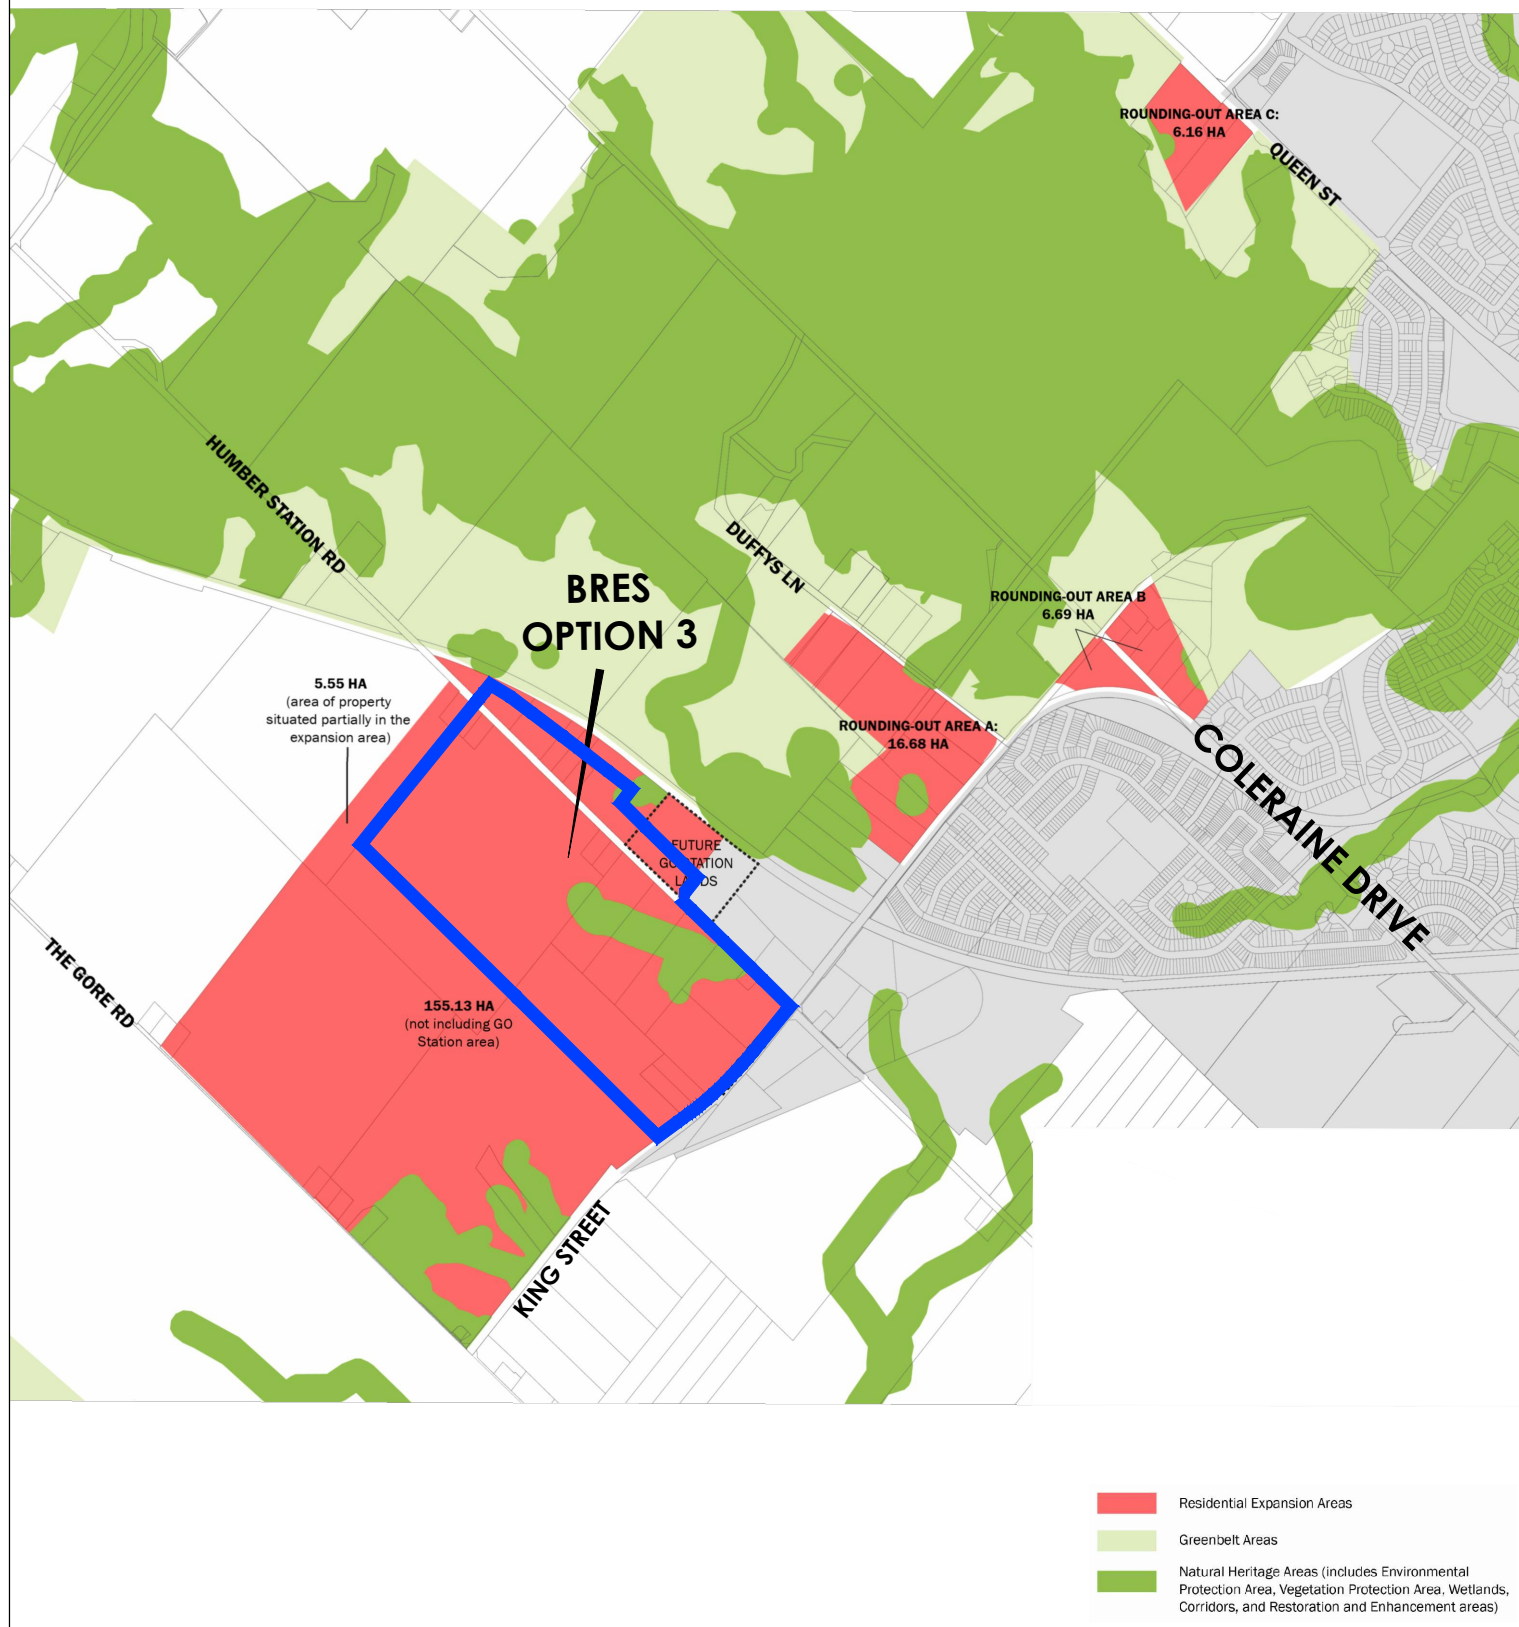 ROUNDING-OUT AREA C:
6.16 HA
QUEEN ST
HUMBER STATION RD
DUFFYS LN
BRES
OPTION 3
ROUNDING-OUT AREA B
6.69 HA
5.55 HA
(area of property
situated partially in the
expansion area)
ROUNDING-OUT AREA A:
16.68 HA
COLERAINE DRIVE
FUTURE
GO STATION
LANDS
THE GORE RD
155.13 HA
(not including GO
Station area)
KING STREET
Residential Expansion Areas
Greenbelt Areas
Natural Heritage Areas (includes Environmental
Protection Area, Vegetation Protection Area, Wetlands,
Corridors, and Restoration and Enhancement areas)